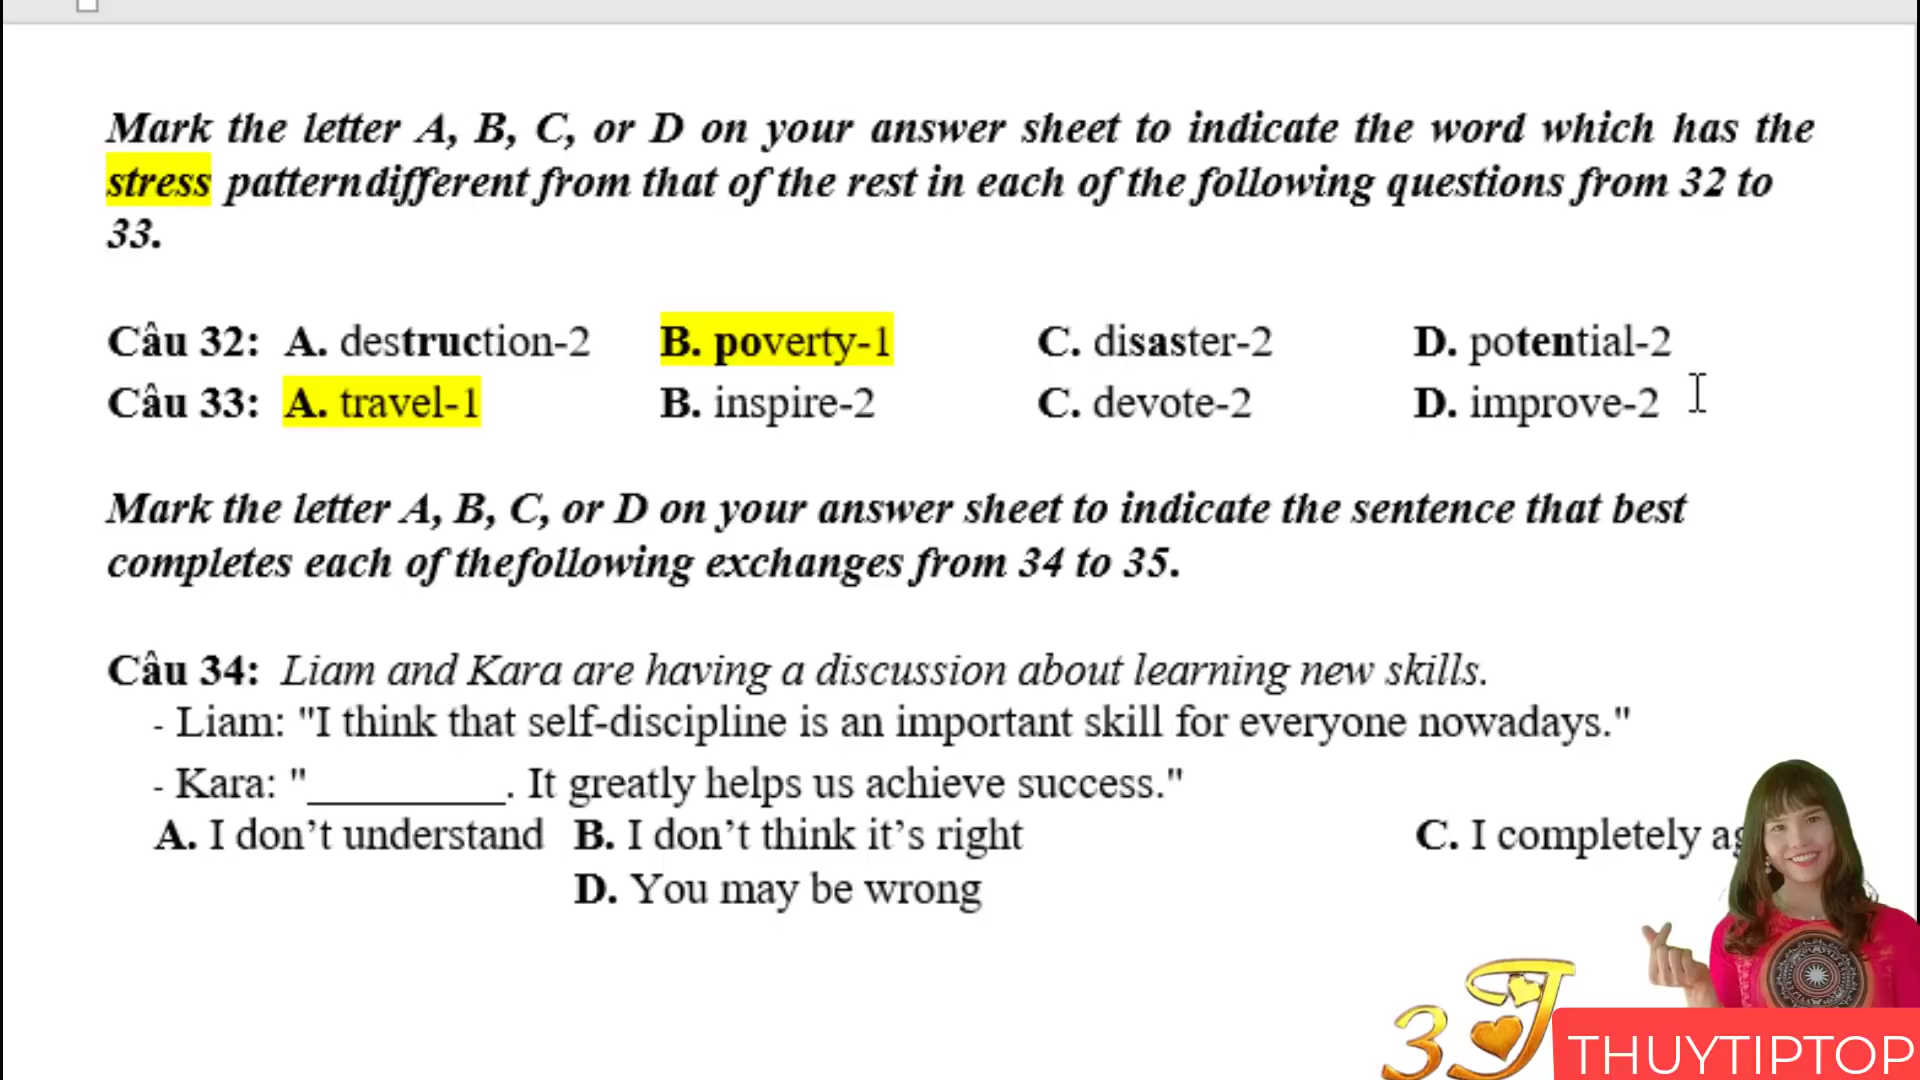 Mark the letter A, B, C, or D on your answer sheet to indicate the word which has the
stress patterndifferent from that of the rest in each of the following questions from 32 to
33.
Câu 32: A. destruction-2 B. poverty-1 C. disaster-2 D. potential-2
Câu 33: A. travel-1 B. inspire-2 C. devote-2 D. improve-2
Mark the letter A, B, C, or D on your answer sheet to indicate the sentence that best
completes each of thefollowing exchanges from 34 to 35.
Câu 34: Liam and Kara are having a discussion about learning new skills.
- Liam: "I think that self-discipline is an important skill for everyone nowadays."
- Kara: "_________. It greatly helps us achieve success."
A. I don’t understand B. I don’t think it’s right C. I completely
D. You may be wrong
3T
THUYTIPTOP